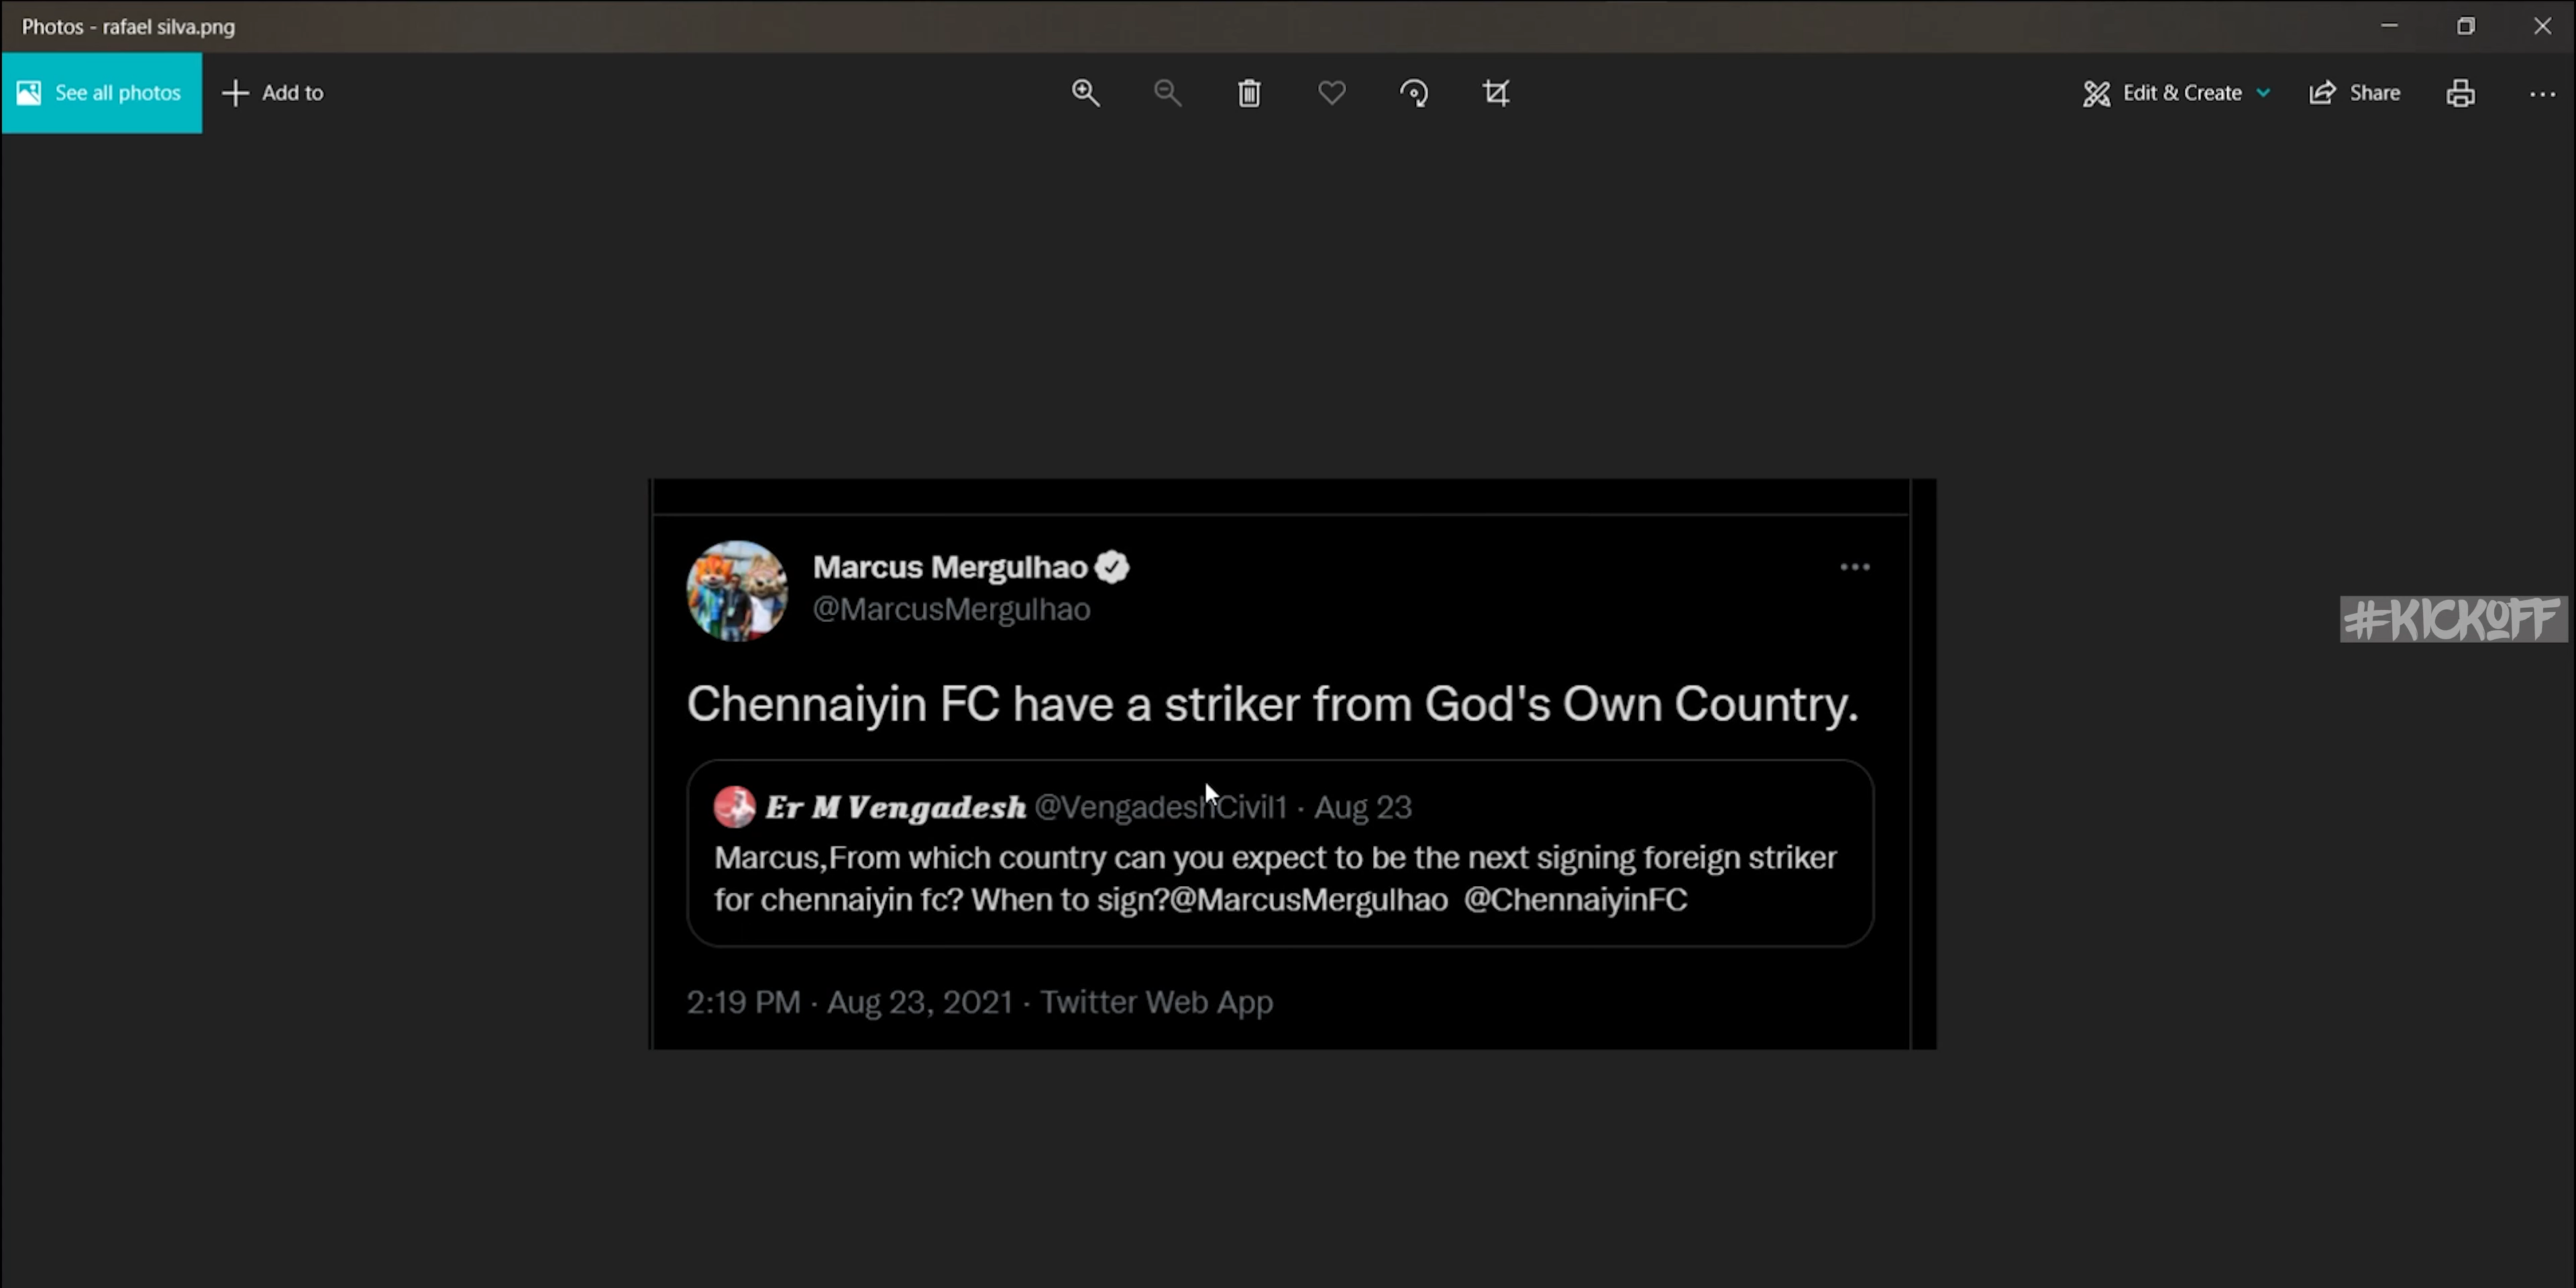 Photos - rafael silva.png
See all photos
Add to
Edit & Create
Share
Marcus Mergulhao
@MarcusMergulhao
Chennaiyin FC have a striker from God's Own Country.
Er M Vengadesh @VengadeshCivil1 · Aug 23
Marcus,From which country can you expect to be the next signing foreign striker
for chennaiyin fc? When to sign?@MarcusMergulhao @ChennaiyinFC
2:19 PM · Aug 23, 2021 · Twitter Web App
#KICKOFF